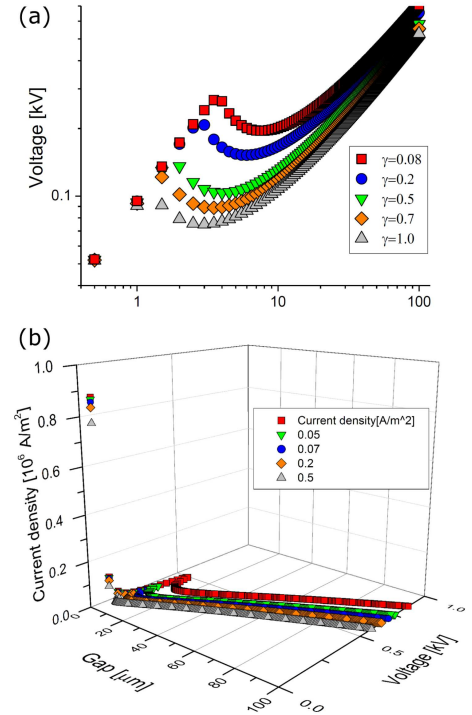 (a)
Voltage [kV]
0.1
γ=0.08
γ=0.2
γ=0.5
γ=0.7
γ=1.0
1
10
100
(b)
Current density [10⁶ A/m²]
1.0
0.8
0.6
0.4
0.2
0.0
Current density[A/m^2]
0.05
0.07
0.2
0.5
0
20
40
60
80
100
Gap [μm]
0.0
0.5
1.0
Voltage [kV]